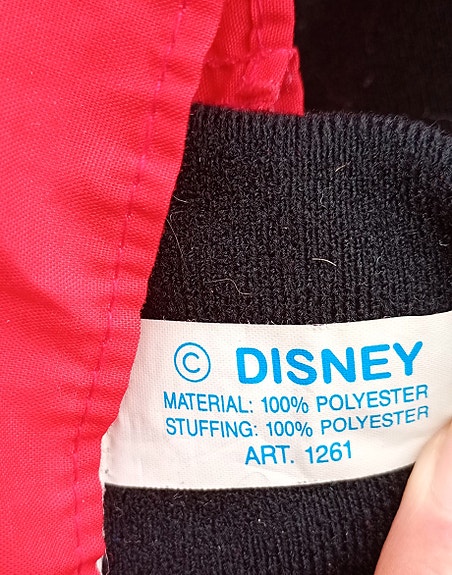 © DISNEY
MATERIAL: 100% POLYESTER
STUFFING: 100% POLYESTER
ART. 1261